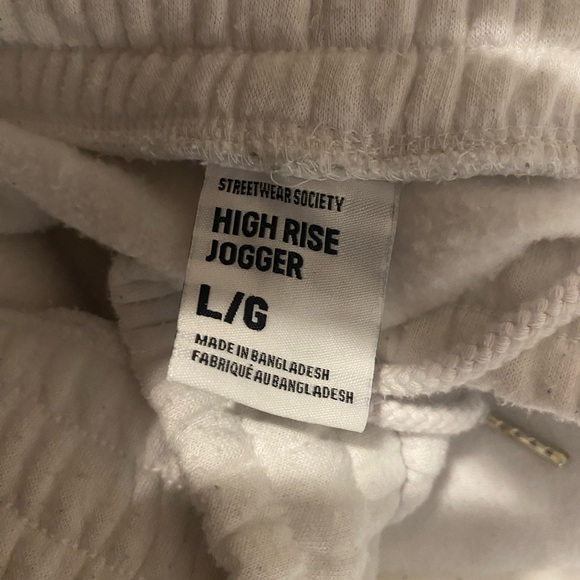 STREETWEAR SOCIETY
HIGH RISE
JOGGER
L/G
MADE IN BANGLADESH
FABRIQUÉ AU BANGLADESH